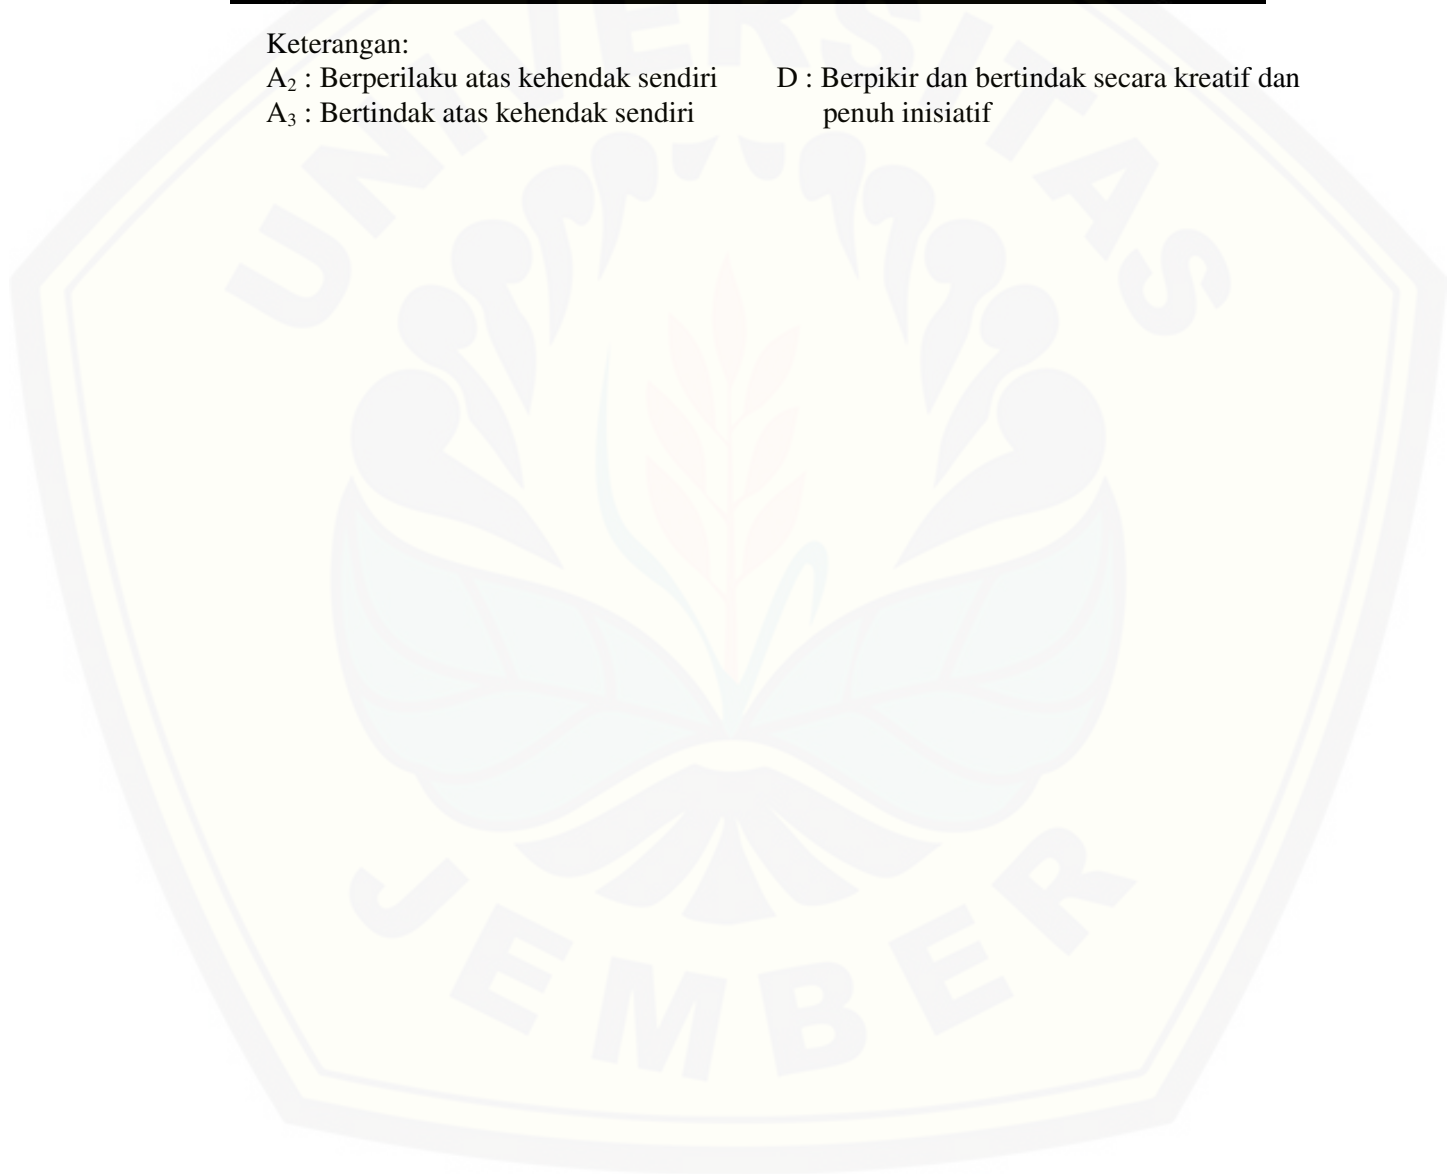 Keterangan:
A₂ : Berperilaku atas kehendak sendiri
A₃ : Bertindak atas kehendak sendiri
D : Berpikir dan bertindak secara kreatif dan
penuh inisiatif
UNIVERSITAS
JEMBER